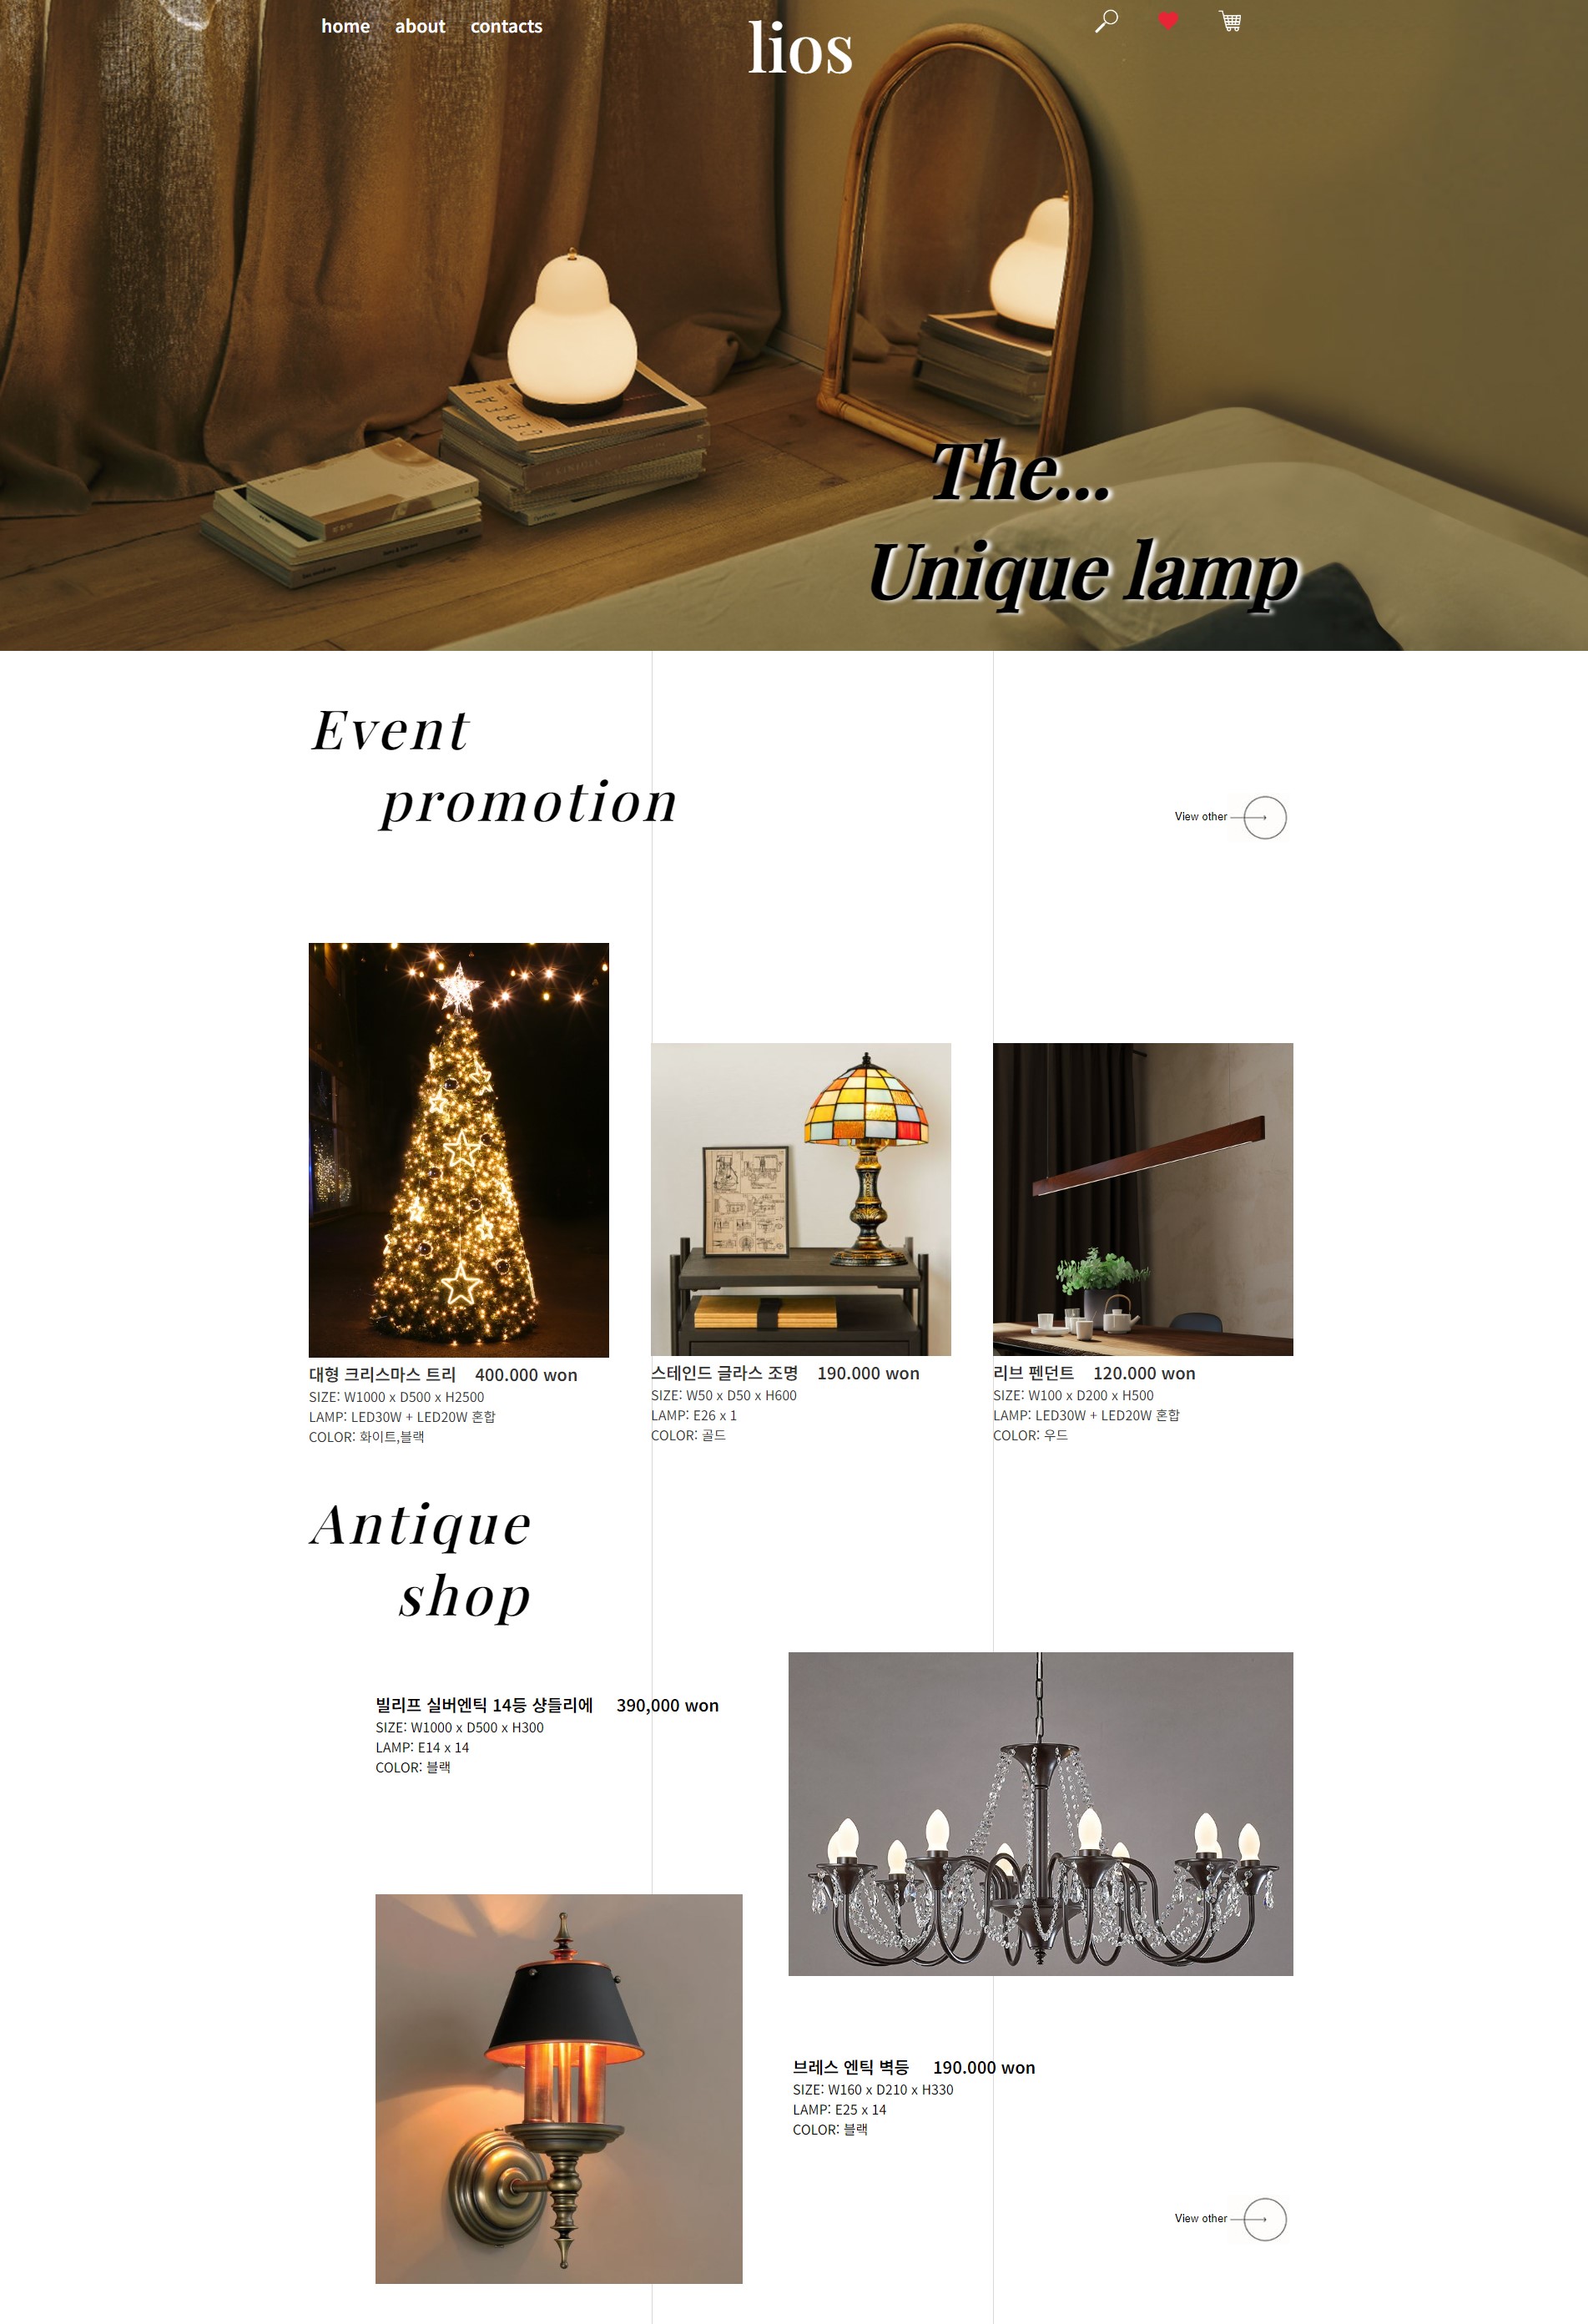 home about contacts
lios
The...
Unique lamp
Event
promotion
View other
대형 크리스마스 트리 400.000 won
SIZE: W1000 x D500 x H2500
LAMP: LED30W + LED20W 혼합
COLOR: 화이트,블랙
스테인드 글라스 조명 190.000 won
SIZE: W50 x D50 x H600
LAMP: E26 x 1
COLOR: 골드
리브 펜던트 120.000 won
SIZE: W100 x D200 x H500
LAMP: LED30W + LED20W 혼합
COLOR: 우드
Antique
shop
빌리프 실버엔틱 14등 샹들리에 390,000 won
SIZE: W1000 x D500 x H300
LAMP: E14 x 14
COLOR: 블랙
브레스 엔틱 벽등 190.000 won
SIZE: W160 x D210 x H330
LAMP: E25 x 14
COLOR: 블랙
View other